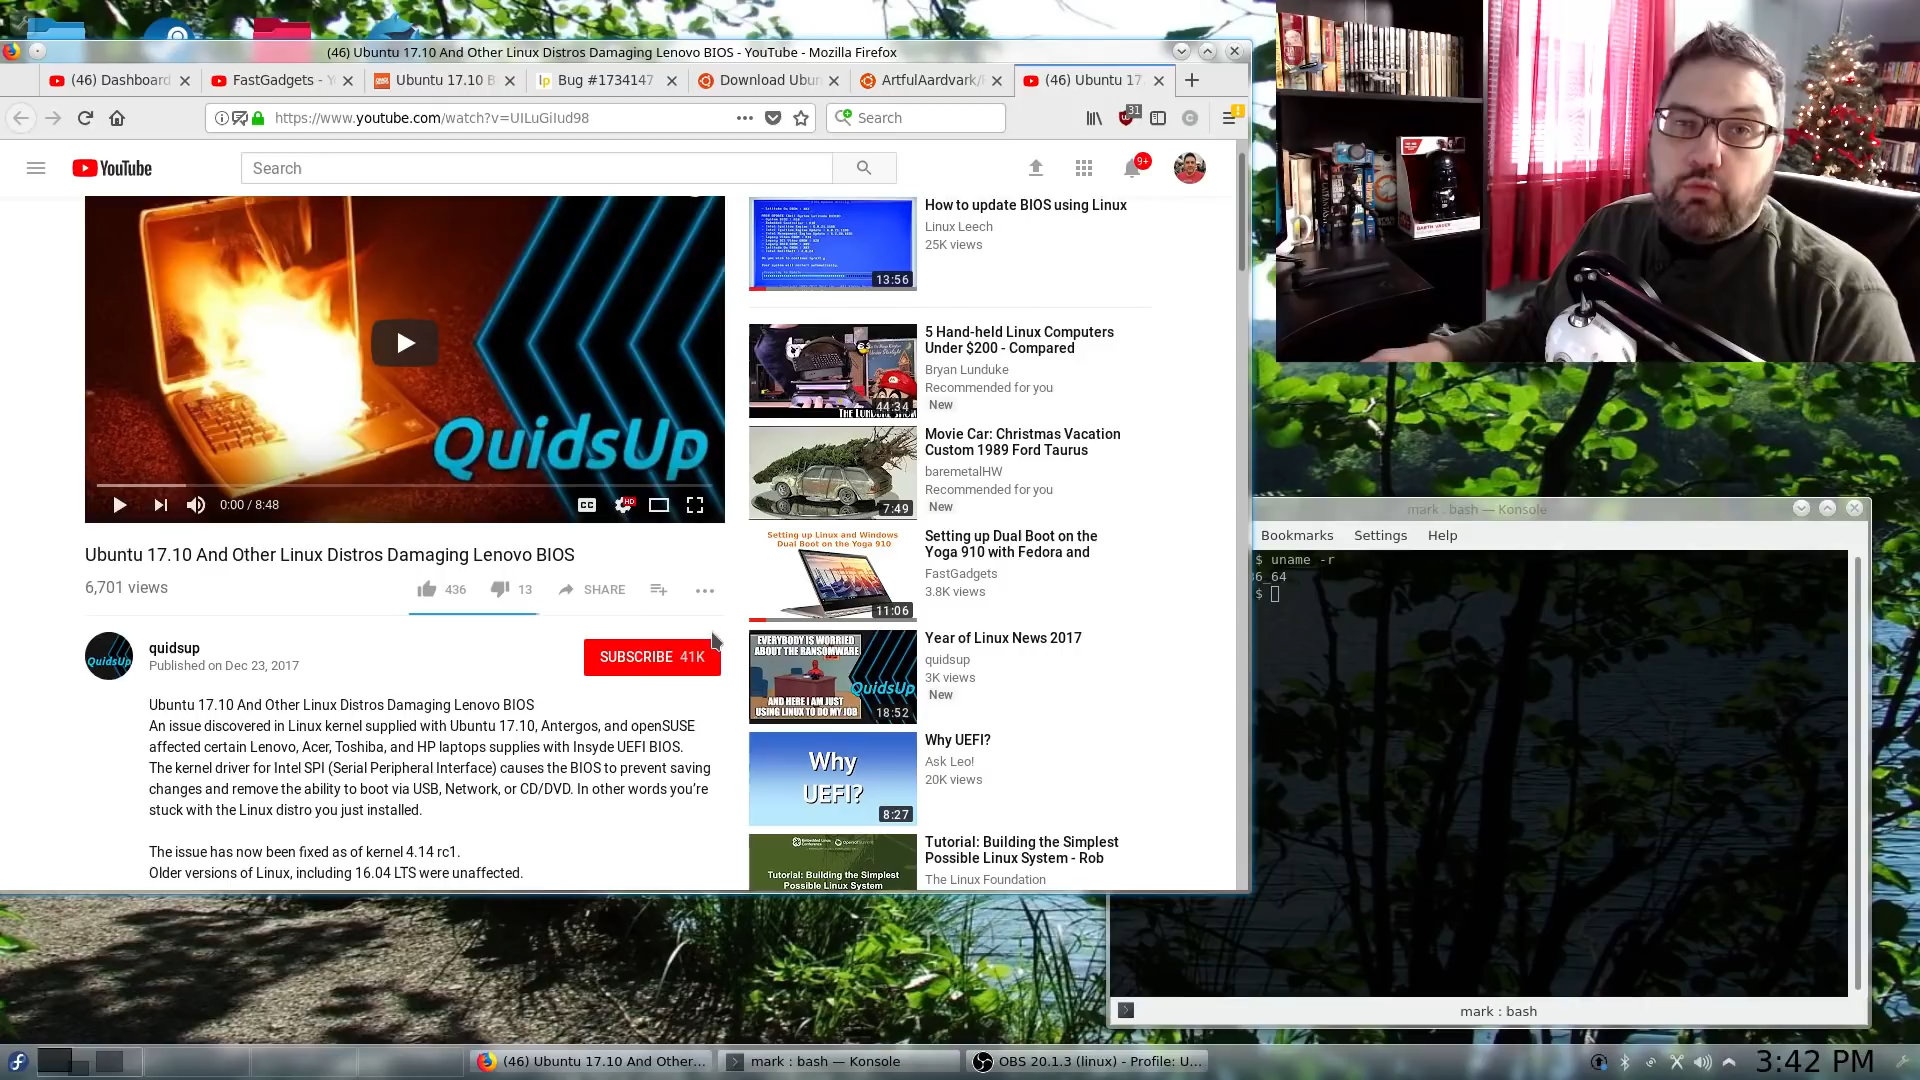 (46) Ubuntu 17.10 And Other Linux Distros Damaging Lenovo BIOS - YouTube - Mozilla Firefox
(46) Dashboard
FastGadgets - Y
Ubuntu 17.10 B
Bug #1734147
Download Ubun
ArtfulAardvark/
(46) Ubuntu 17
https://www.youtube.com/watch?v=UILuGiIud98
Search
31
YouTube
Search
9+
QuidsUp
0:00 / 8:48
CC
HD
Ubuntu 17.10 And Other Linux Distros Damaging Lenovo BIOS
6,701 views
436
13
SHARE
QuidsUp
quidsup
Published on Dec 23, 2017
SUBSCRIBE 41K
Ubuntu 17.10 And Other Linux Distros Damaging Lenovo BIOS
An issue discovered in Linux kernel supplied with Ubuntu 17.10, Antergos, and openSUSE
affected certain Lenovo, Acer, Toshiba, and HP laptops supplies with Insyde UEFI BIOS.
The kernel driver for Intel SPI (Serial Peripheral Interface) causes the BIOS to prevent saving
changes and remove the ability to boot via USB, Network, or CD/DVD. In other words you're
stuck with the Linux distro you just installed.
The issue has now been fixed as of kernel 4.14 rc1.
Older versions of Linux, including 16.04 LTS were unaffected.
13:56
How to update BIOS using Linux
Linux Leech
25K views
44:34
5 Hand-held Linux Computers
Under $200 - Compared
Bryan Lunduke
Recommended for you
New
7:49
Movie Car: Christmas Vacation
Custom 1989 Ford Taurus
baremetalHW
Recommended for you
New
Setting up Linux and Windows
Dual Boot on the Yoga 910
11:06
Setting up Dual Boot on the
Yoga 910 with Fedora and
FastGadgets
3.8K views
EVERYBODY IS WORRIED
ABOUT THE RANSOMWARE
AND HERE I AM JUST
USING LINUX TO DO MY JOB
QuidsUp
18:52
Year of Linux News 2017
quidsup
3K views
New
Why
UEFI?
8:27
Why UEFI?
Ask Leo!
20K views
Tutorial: Building the Simplest
Possible Linux System
Tutorial: Building the Simplest
Possible Linux System - Rob
The Linux Foundation
DARTH VADER
mark : bash — Konsole
Bookmarks
Settings
Help
$ uname -r
86_64
$
mark : bash
(46) Ubuntu 17.10 And Other...
mark : bash — Konsole
OBS 20.1.3 (linux) - Profile: U...
3:42 PM